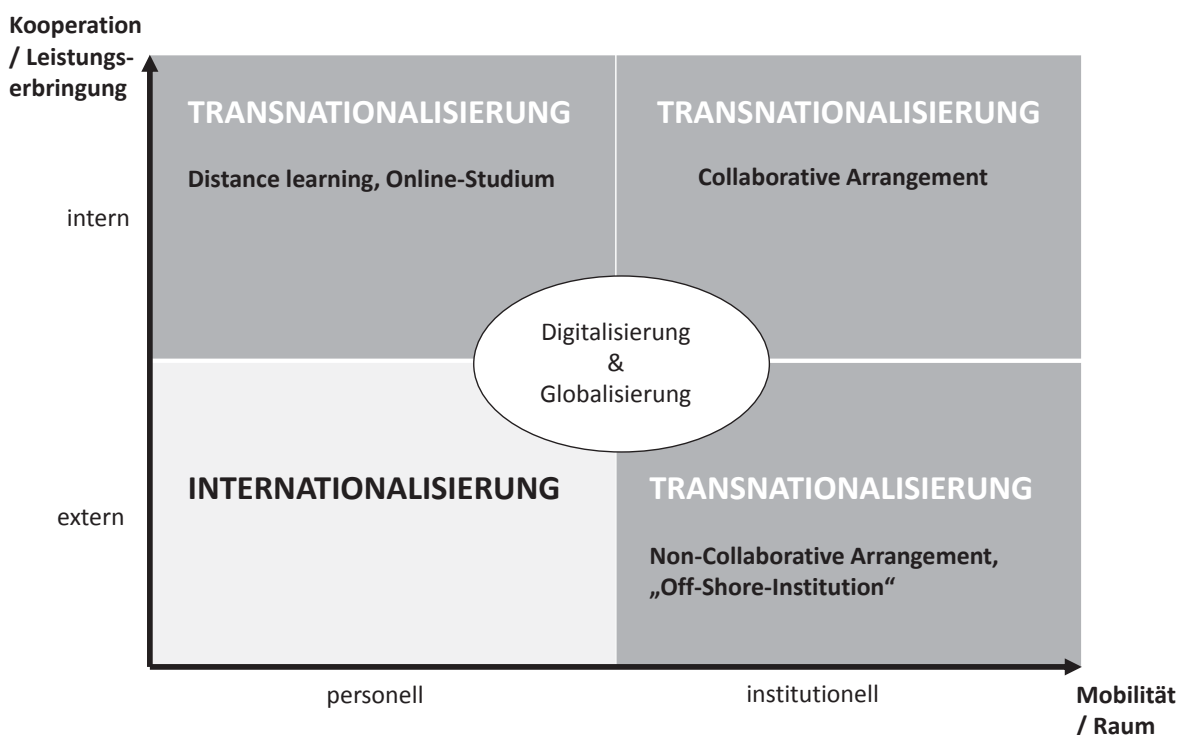 Kooperation
/ Leistungs-
erbringung
TRANSNATIONALISIERUNG
TRANSNATIONALISIERUNG
Distance learning, Online-Studium
Collaborative Arrangement
intern
Digitalisierung
&
Globalisierung
INTERNATIONALISIERUNG
TRANSNATIONALISIERUNG
extern
Non-Collaborative Arrangement,
„Off-Shore-Institution“
personell
institutionell
Mobilität
/ Raum